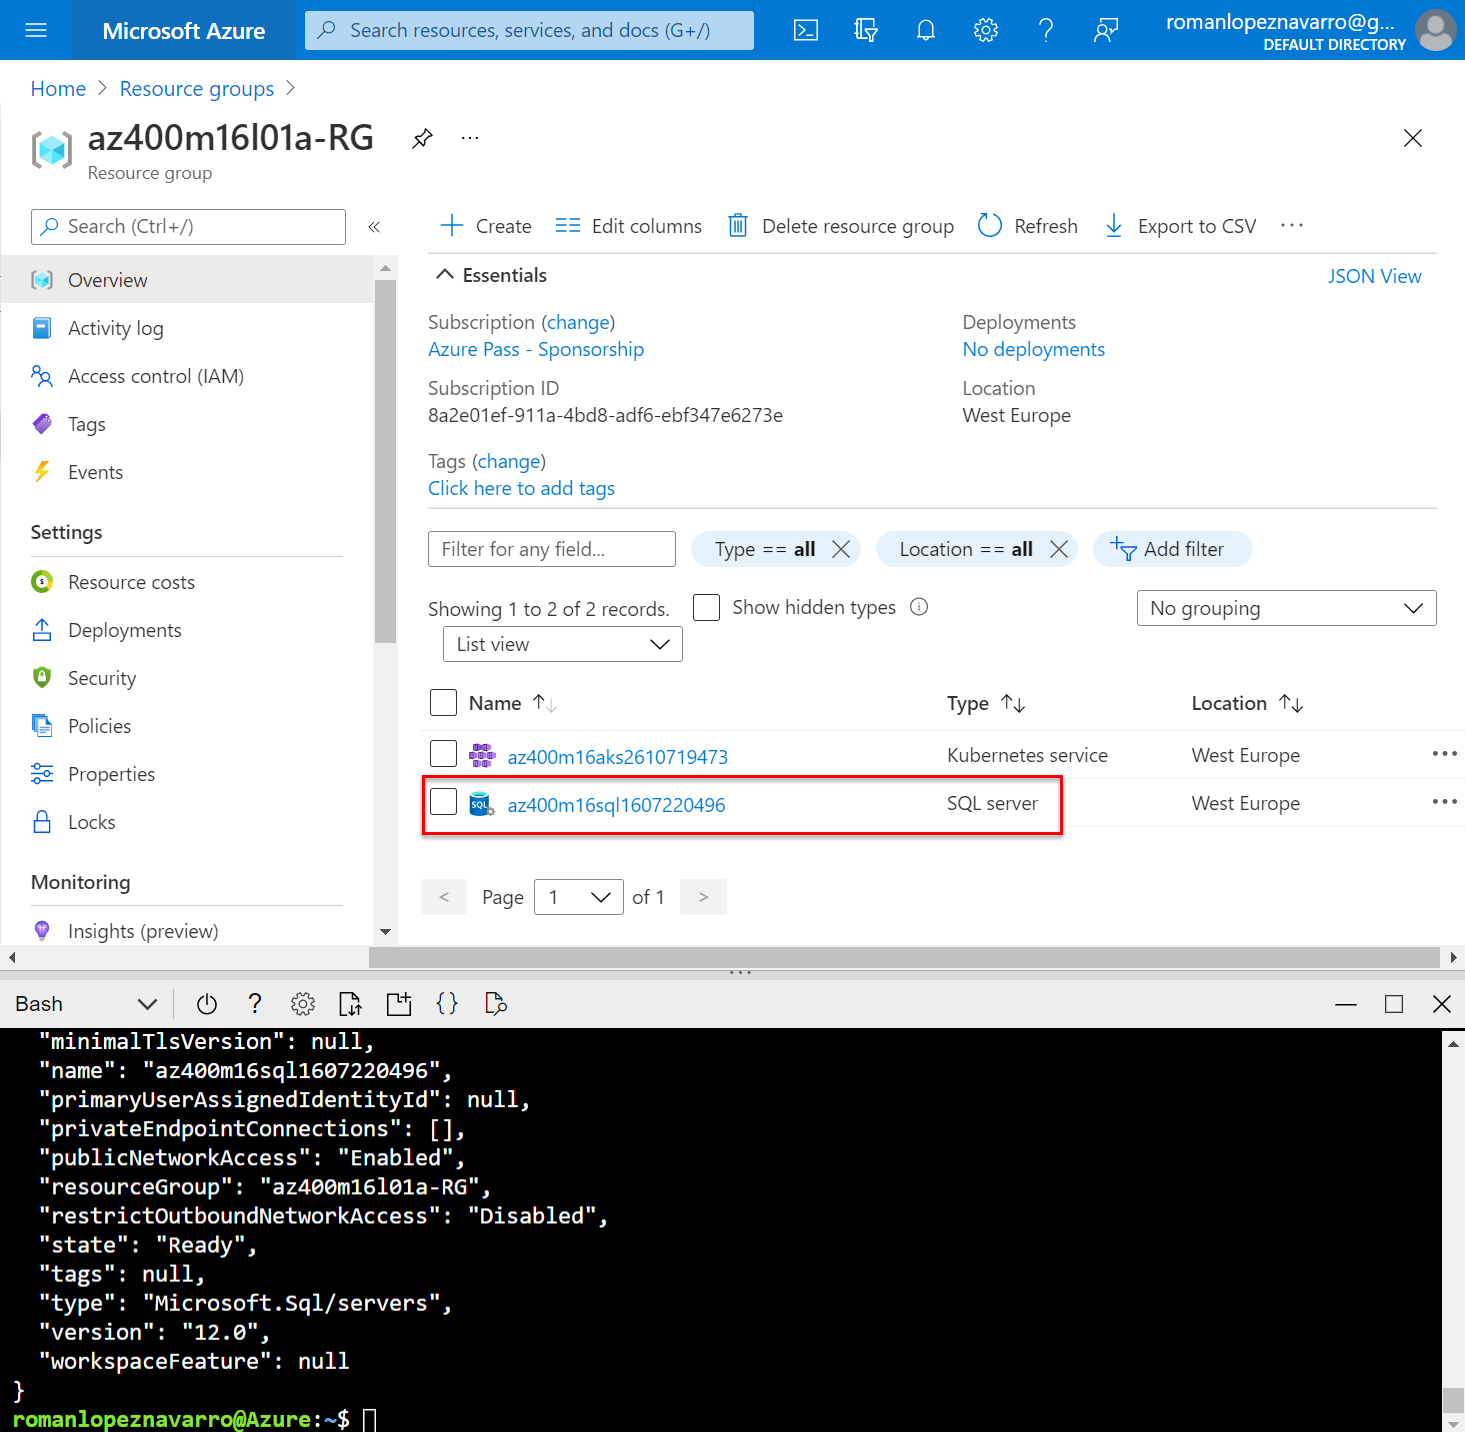 Microsoft Azure
Search resources, services, and docs (G+/)
romanlopeznavarro@g...
DEFAULT DIRECTORY
Home > Resource groups >
az400m16l01a-RG
Resource group
Search (Ctrl+/)
Create
Edit columns
Delete resource group
Refresh
Export to CSV
Overview
Activity log
Access control (IAM)
Tags
Events
Settings
Resource costs
Deployments
Security
Policies
Properties
Locks
Monitoring
Insights (preview)
Essentials
JSON View
Subscription (change)
Azure Pass - Sponsorship
Subscription ID
8a2e01ef-911a-4bd8-adf6-ebf347e6273e
Deployments
No deployments
Location
West Europe
Tags (change)
Click here to add tags
Filter for any field...
Type == all
Location == all
Add filter
Showing 1 to 2 of 2 records.
Show hidden types
No grouping
List view
Name Type Location
az400m16aks2610719473 Kubernetes service West Europe
SQL az400m16sql1607220496 SQL server West Europe
< Page 1 of 1 >
Bash
"minimalTlsVersion": null,
"name": "az400m16sql1607220496",
"primaryUserAssignedIdentityId": null,
"privateEndpointConnections": [],
"publicNetworkAccess": "Enabled",
"resourceGroup": "az400m16l01a-RG",
"restrictOutboundNetworkAccess": "Disabled",
"state": "Ready",
"tags": null,
"type": "Microsoft.Sql/servers",
"version": "12.0",
"workspaceFeature": null
}
romanlopeznavarro@Azure:~$